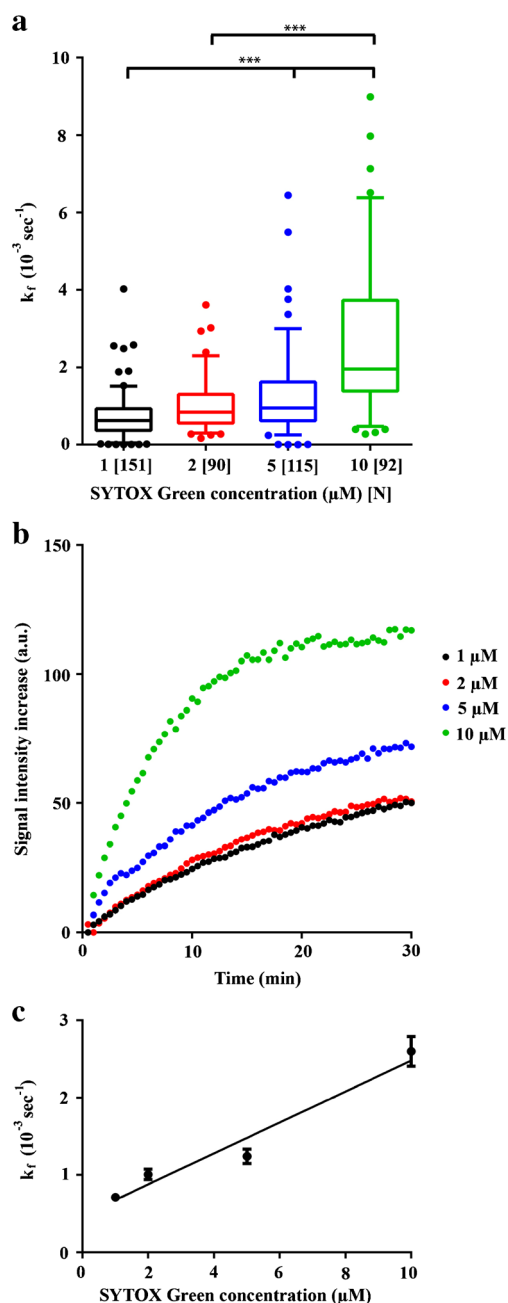 a
***
***
10
8
6
4
2
0
k_f (10^-3 sec^-1)
1 [151] 2 [90] 5 [115] 10 [92]
SYTOX Green concentration (µM) [N]
b
150
100
50
0
Signal intensity increase (a.u.)
1 µM
2 µM
5 µM
10 µM
0 10 20 30
Time (min)
c
3
2
1
0
k_f (10^-3 sec^-1)
0 2 4 6 8 10
SYTOX Green concentration (µM)